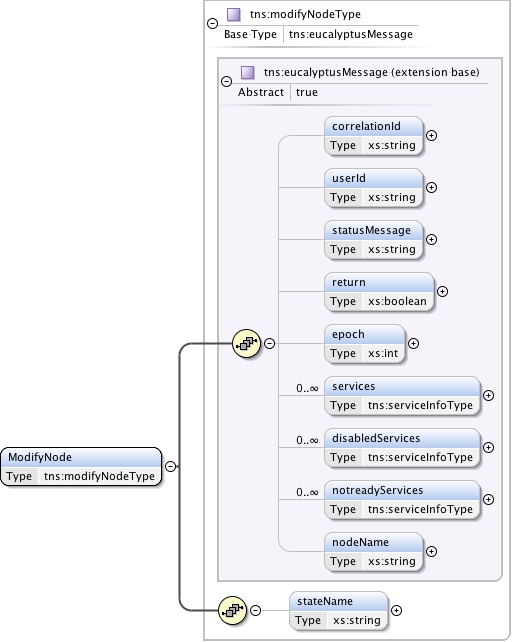 tns:modifyNodeType
Base Type tns:eucalyptusMessage
tns:eucalyptusMessage (extension base)
Abstract true
correlationId
Type xs:string
userId
Type xs:string
statusMessage
Type xs:string
return
Type xs:boolean
epoch
Type xs:int
0..∞ services
Type tns:serviceInfoType
0..∞ disabledServices
Type tns:serviceInfoType
0..∞ notreadyServices
Type tns:serviceInfoType
nodeName
Type xs:string
ModifyNode
Type tns:modifyNodeType
stateName
Type xs:string